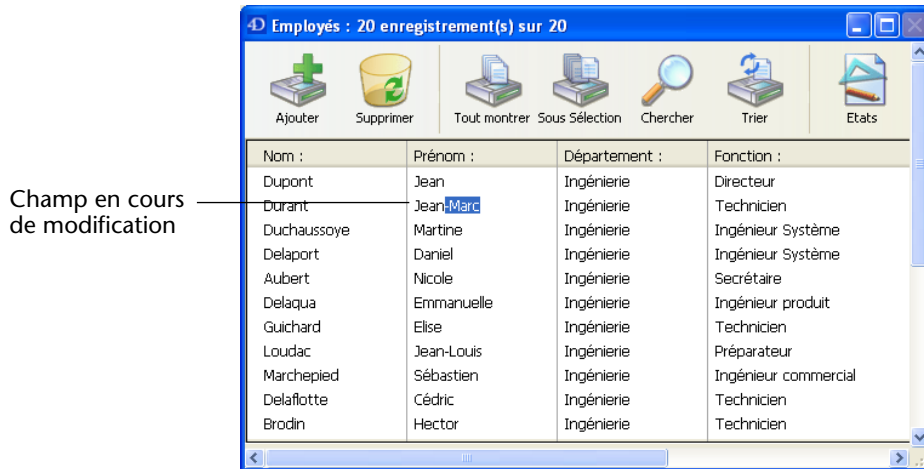 4D Employés : 20 enregistrement(s) sur 20
Ajouter Supprimer Tout montrer Sous Sélection Chercher Trier Etats
Nom : Prénom : Département : Fonction :
Dupont Jean Ingénierie Directeur
Champ en cours
de modification
Durant Jean-Marc Ingénierie Technicien
Duchaussoye Martine Ingénierie Ingénieur Système
Delaport Daniel Ingénierie Ingénieur Système
Aubert Nicole Ingénierie Secrétaire
Delaqua Emmanuelle Ingénierie Ingénieur produit
Guichard Elise Ingénierie Technicien
Loudac Jean-Louis Ingénierie Préparateur
Marchepied Sébastien Ingénierie Ingénieur commercial
Delaflotte Cédric Ingénierie Technicien
Brodin Hector Ingénierie Technicien